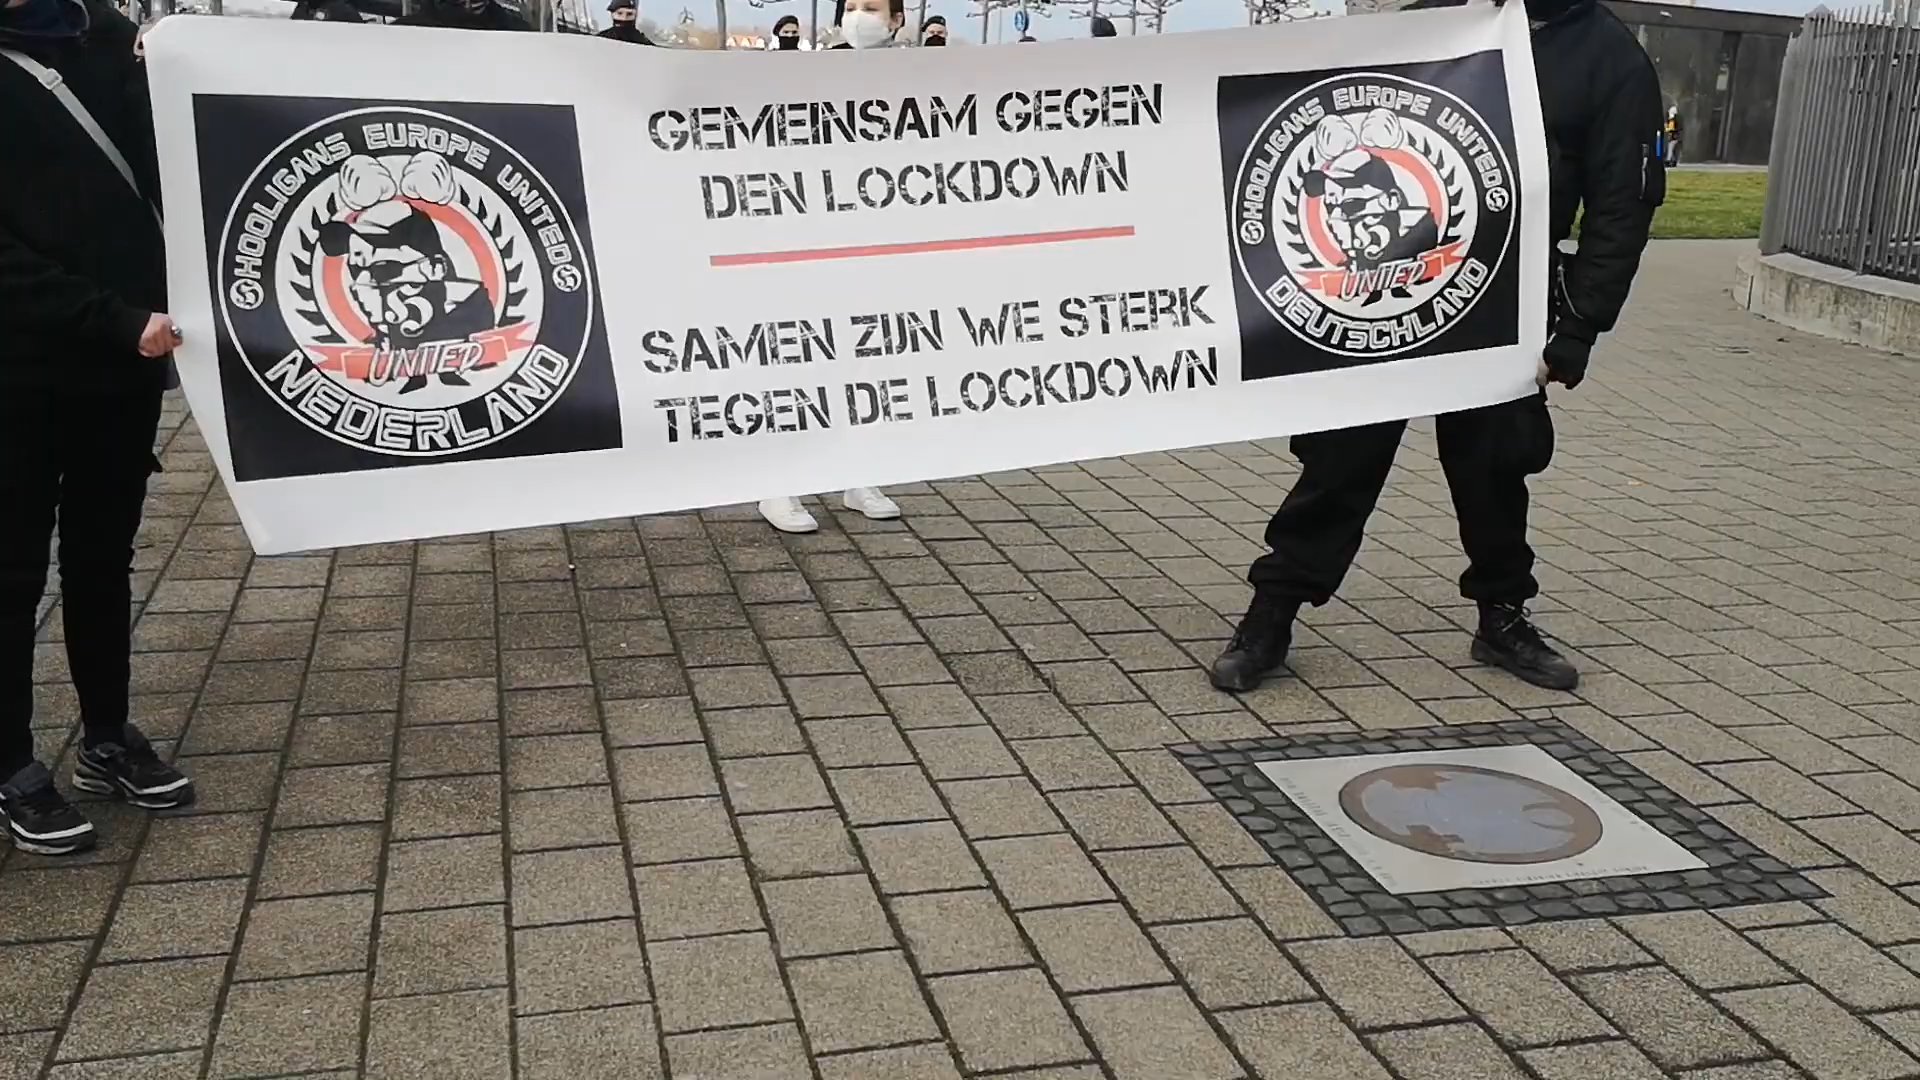 HOOLIGANS EUROPE UNITED
UNITED
NEDERLAND
GEMEINSAM GEGEN
DEN LOCKDOWN
SAMEN ZIJN WE STERK
TEGEN DE LOCKDOWN
HOOLIGANS EUROPE UNITED
UNITED
DEUTSCHLAND